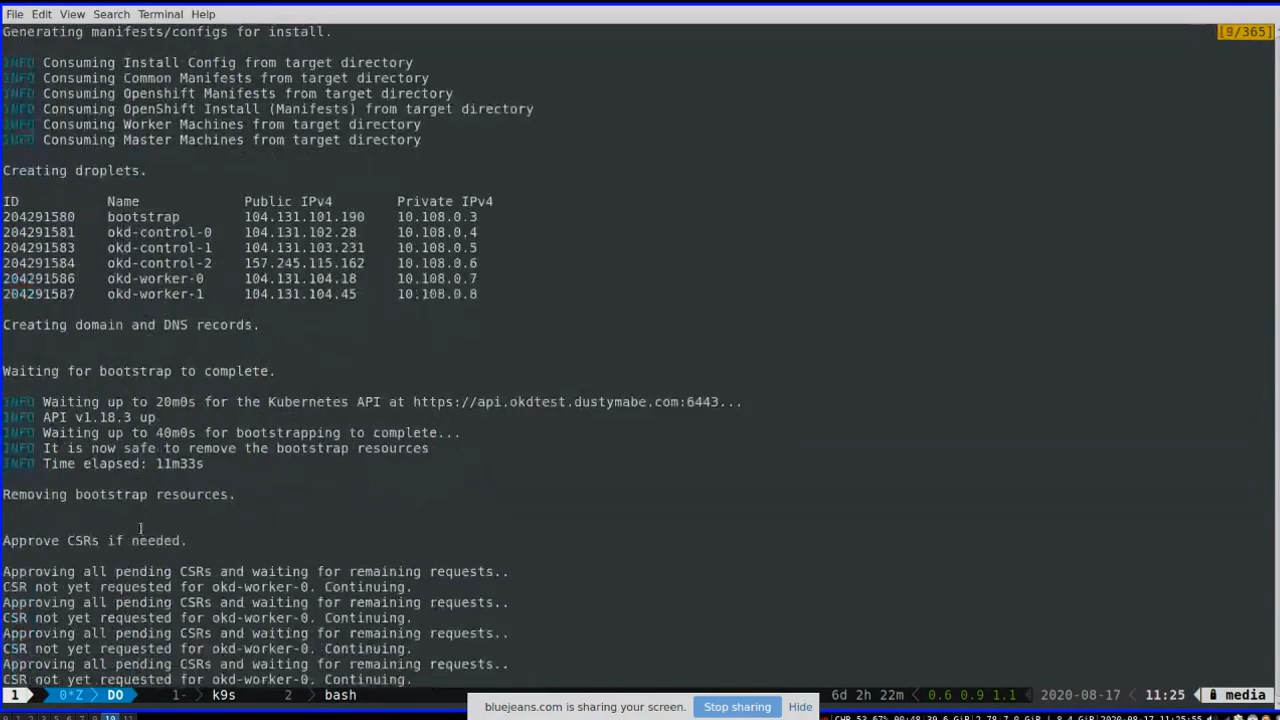 File Edit View Search Terminal Help
Generating manifests/configs for install.
[9/365]
INFO Consuming Install Config from target directory
INFO Consuming Common Manifests from target directory
INFO Consuming Openshift Manifests from target directory
INFO Consuming OpenShift Install (Manifests) from target directory
INFO Consuming Worker Machines from target directory
INFO Consuming Master Machines from target directory
Creating droplets.
ID Name Public IPv4 Private IPv4
204291580 bootstrap 104.131.101.190 10.108.0.3
204291581 okd-control-0 104.131.102.28 10.108.0.4
204291583 okd-control-1 104.131.103.231 10.108.0.5
204291584 okd-control-2 157.245.115.162 10.108.0.6
204291586 okd-worker-0 104.131.104.18 10.108.0.7
204291587 okd-worker-1 104.131.104.45 10.108.0.8
Creating domain and DNS records.
Waiting for bootstrap to complete.
INFO Waiting up to 20m0s for the Kubernetes API at https://api.okdtest.dustymabe.com:6443...
INFO API v1.18.3 up
INFO Waiting up to 40m0s for bootstrapping to complete...
INFO It is now safe to remove the bootstrap resources
INFO Time elapsed: 11m33s
Removing bootstrap resources.
Approve CSRs if needed.
Approving all pending CSRs and waiting for remaining requests..
CSR not yet requested for okd-worker-0. Continuing.
Approving all pending CSRs and waiting for remaining requests..
CSR not yet requested for okd-worker-0. Continuing.
Approving all pending CSRs and waiting for remaining requests..
CSR not yet requested for okd-worker-0. Continuing.
Approving all pending CSRs and waiting for remaining requests..
CSR not yet requested for okd-worker-0. Continuing.
1 0*Z DO 1- k9s 2 bash 6d 2h 22m 0.6 0.9 1.1 2020-08-17 11:25 media
bluejeans.com is sharing your screen. Stop sharing Hide